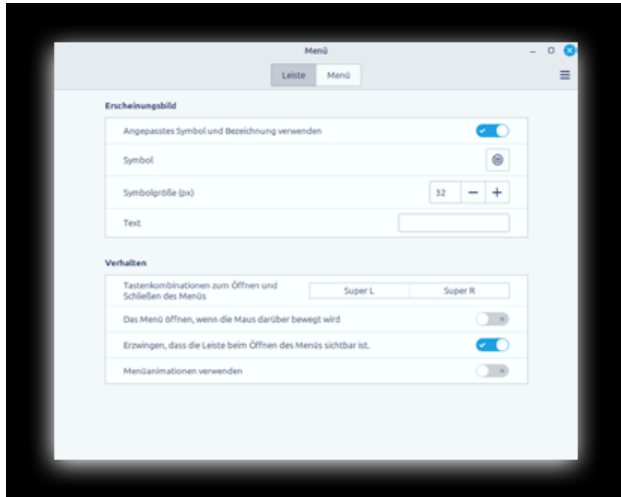 Menü
Leiste
Menü
Erscheinungsbild
Angepasstes Symbol und Bezeichnung verwenden
Symbol
Symbolgröße (px)
32
Text
Verhalten
Tastenkombinationen zum Öffnen und
Schließen des Menüs
Super L
Super R
Das Menü öffnen, wenn die Maus darüber bewegt wird
Erzwingen, dass die Leiste beim Öffnen des Menüs sichtbar ist.
Menüanimationen verwenden